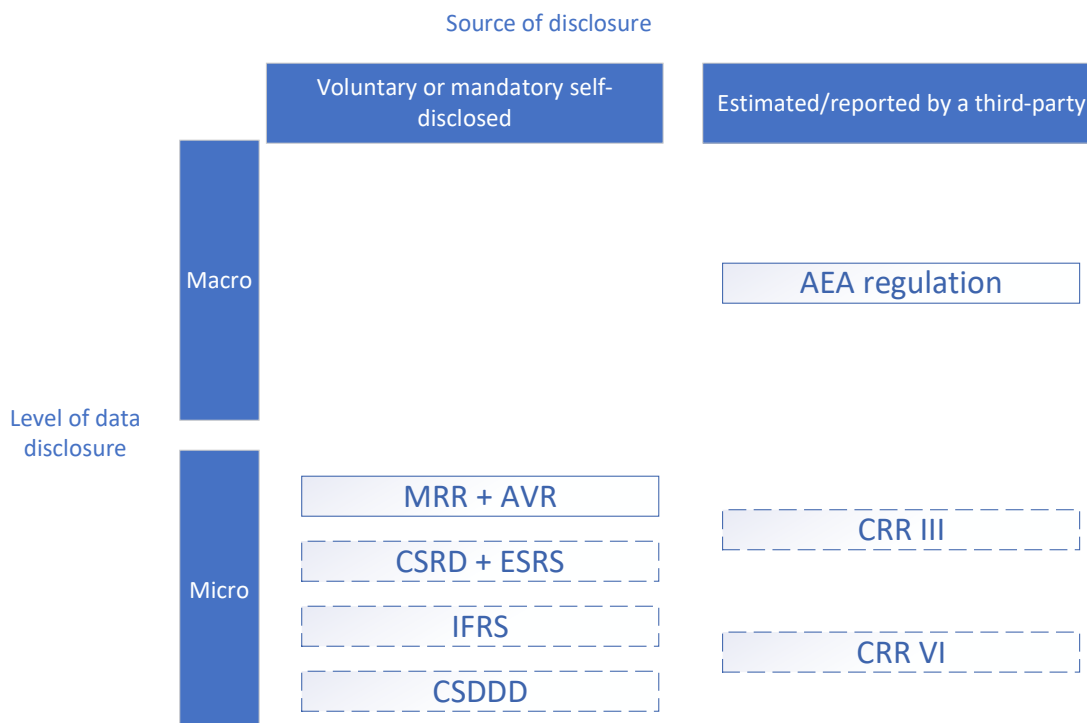 Source of disclosure
Voluntary or mandatory self-
disclosed
Estimated/reported by a third-party
Macro
AEA regulation
Level of data
disclosure
Micro
MRR + AVR
CSRD + ESRS
IFRS
CSDDD
CRR III
CRR VI